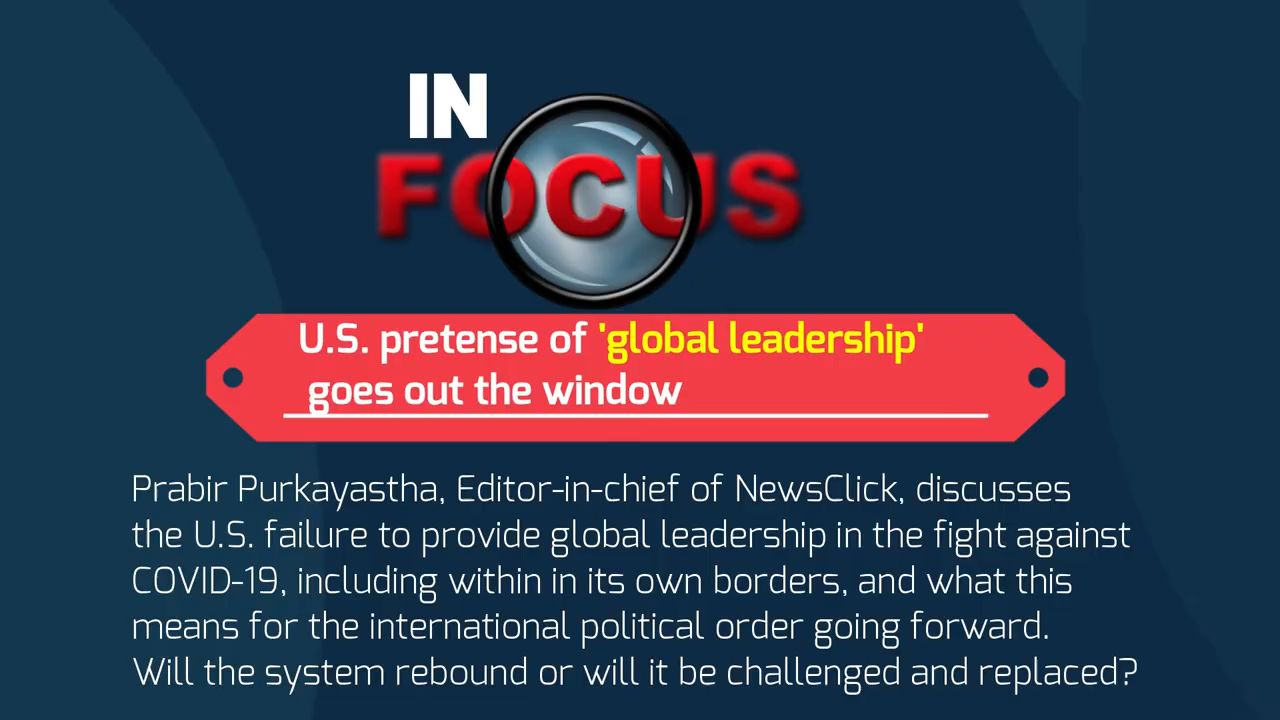 IN
FOCUS
U.S. pretense of 'global leadership'
goes out the window
Prabir Purkayastha, Editor-in-chief of NewsClick, discusses
the U.S. failure to provide global leadership in the fight against
COVID-19, including within in its own borders, and what this
means for the international political order going forward.
Will the system rebound or will it be challenged and replaced?